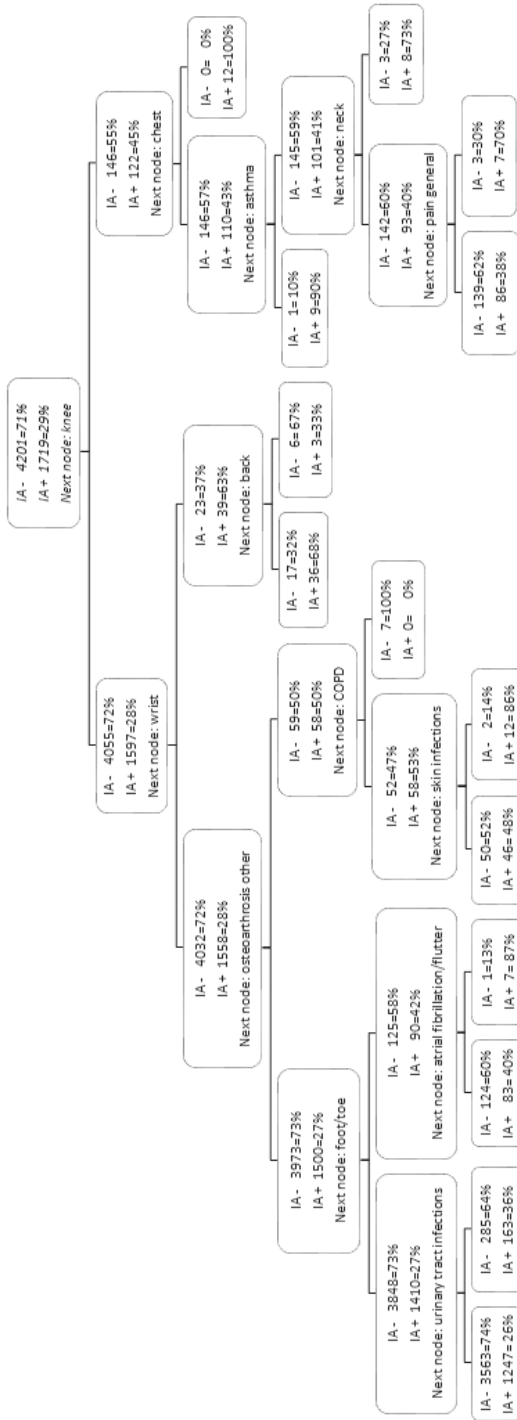 IA - 4201=71%
IA + 1719=29%
Next node: knee
IA - 4055=72%
IA + 1597=28%
Next node: wrist
IA - 146=55%
IA + 122=45%
Next node: chest
IA - 4032=72%
IA + 1558=28%
Next node: osteoarthrosis other
IA - 23=37%
IA + 39=63%
Next node: back
IA - 146=57%
IA + 110=43%
Next node: asthma
IA - 0= 0%
IA + 12=100%
IA - 3973=73%
IA + 1500=27%
Next node: foot/toe
IA - 59=50%
IA + 58=50%
Next node: COPD
IA - 17=32%
IA + 36=68%
IA - 6=67%
IA + 3=33%
IA - 1=10%
IA + 9=90%
IA - 145=59%
IA + 101=41%
Next node: neck
IA - 3848=73%
IA + 1410=27%
Next node: urinary tract infections
IA - 125=58%
IA + 90=42%
Next node: atrial fibrillation/flutter
IA - 52=47%
IA + 58=53%
Next node: skin infections
IA - 7=100%
IA + 0= 0%
IA - 142=60%
IA + 93=40%
Next node: pain general
IA - 3=27%
IA + 8=73%
IA - 3563=74%
IA + 1247=26%
IA - 285=64%
IA + 163=36%
IA - 124=60%
IA + 83=40%
IA - 1=13%
IA + 7=87%
IA - 50=52%
IA + 46=48%
IA - 2=14%
IA +12=86%
IA - 139=62%
IA + 86=38%
IA - 3=30%
IA + 7=70%